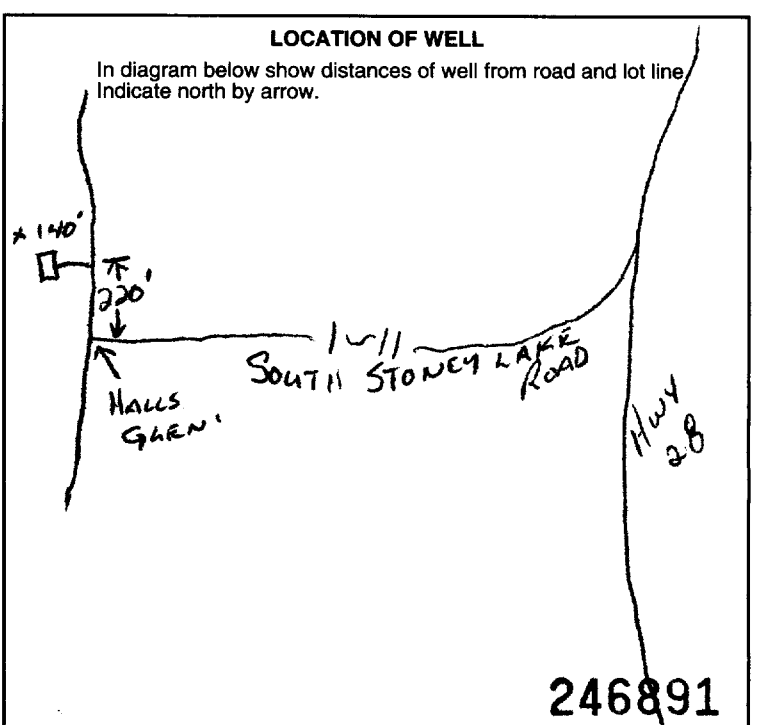 LOCATION OF WELL
In diagram below show distances of well from road and lot line.
Indicate north by arrow.
x 140'
220'
SOUTH STONEY LAKE
ROAD
HALLS
GLEN
HWY
28
246891